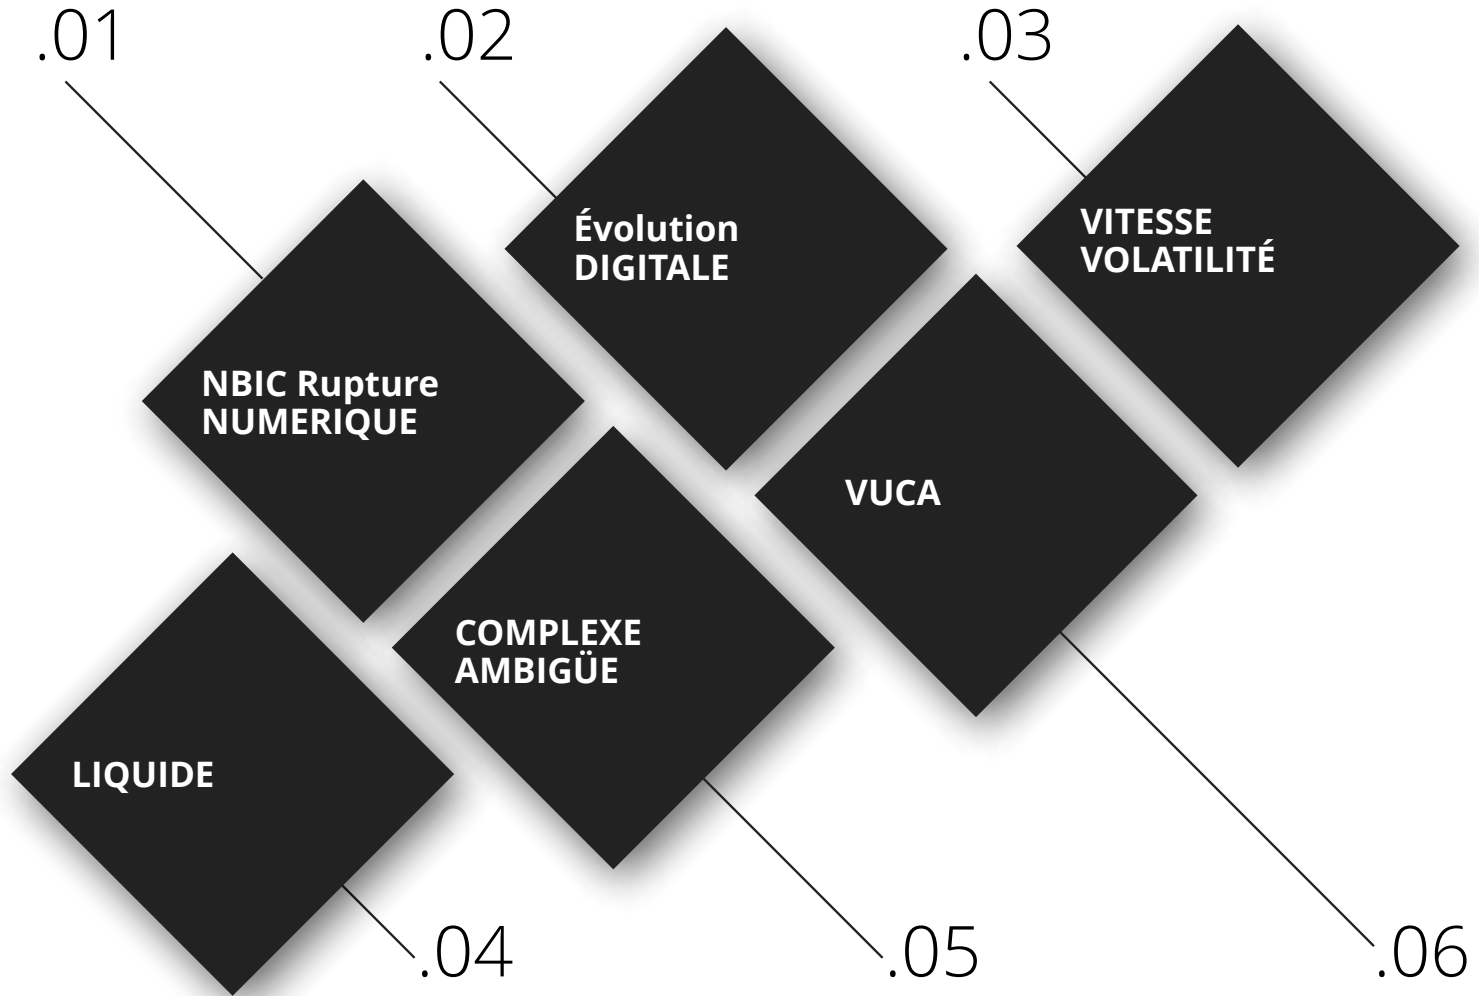 .01
.02
.03
Évolution
DIGITALE
VITESSE
VOLATILITÉ
NBIC Rupture
NUMERIQUE
VUCA
COMPLEXE
AMBIGÜE
LIQUIDE
.04
.05
.06